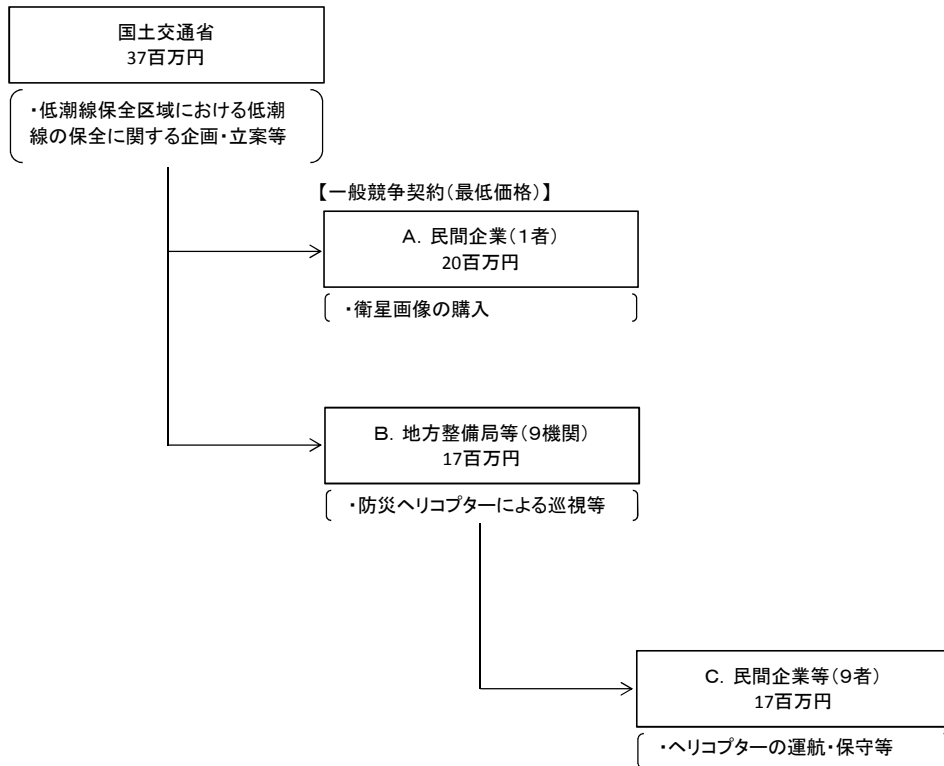 国土交通省
37百万円
・低潮線保全区域における低潮
線の保全に関する企画・立案等
【一般競争契約(最低価格)】
A. 民間企業(1者)
20百万円
・衛星画像の購入
B. 地方整備局等(9機関)
17百万円
・防災ヘリコプターによる巡視等
C. 民間企業等(9者)
17百万円
・ヘリコプターの運航・保守等